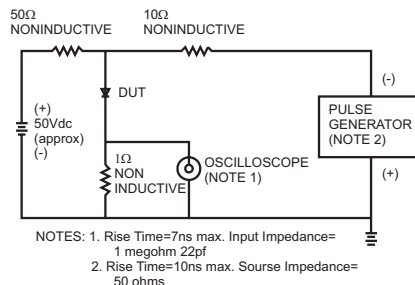 50Ω
NONINDUCTIVE
10Ω
NONINDUCTIVE
DUT
(+)
50Vdc
(approx)
(-)
1Ω
NON
INDUCTIVE
OSCILLOSCOPE
(NOTE 1)
(-)
PULSE
GENERATOR
(NOTE 2)
(+)
NOTES: 1. Rise Time=7ns max. Input Impedance=
1 megohm 22pf
2. Rise Time=10ns max. Sourse Impedance=
50 ohms